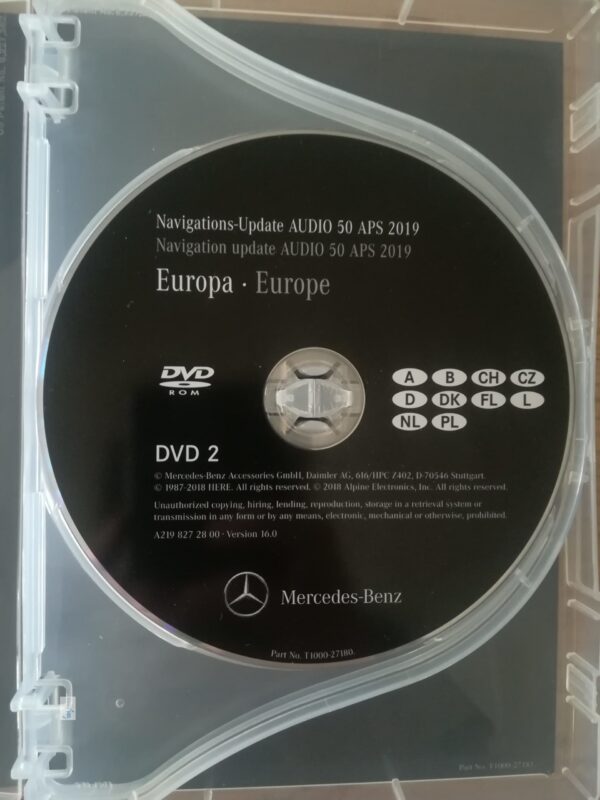 Navigations-Update AUDIO 50 APS 2019
Navigation update AUDIO 50 APS 2019
Europa · Europe
DVD
ROM
A B CH CZ
D DK FL L
NL PL
DVD 2
© Mercedes-Benz Accessories GmbH, Daimler AG, 616/HPC Z402, D-70546 Stuttgart.
© 1987-2018 HERE. All rights reserved. © 2018 Alpine Electronics, Inc. All rights reserved.
Unauthorized copying, hiring, lending, reproduction, storage in a retrieval system or
transmission in any form or by any means, electronic, mechanical or otherwise, prohibited.
A219 827 28 00 · Version 16.0
Mercedes-Benz
Part No. T1000-27180.
Part No. T1000-27183.